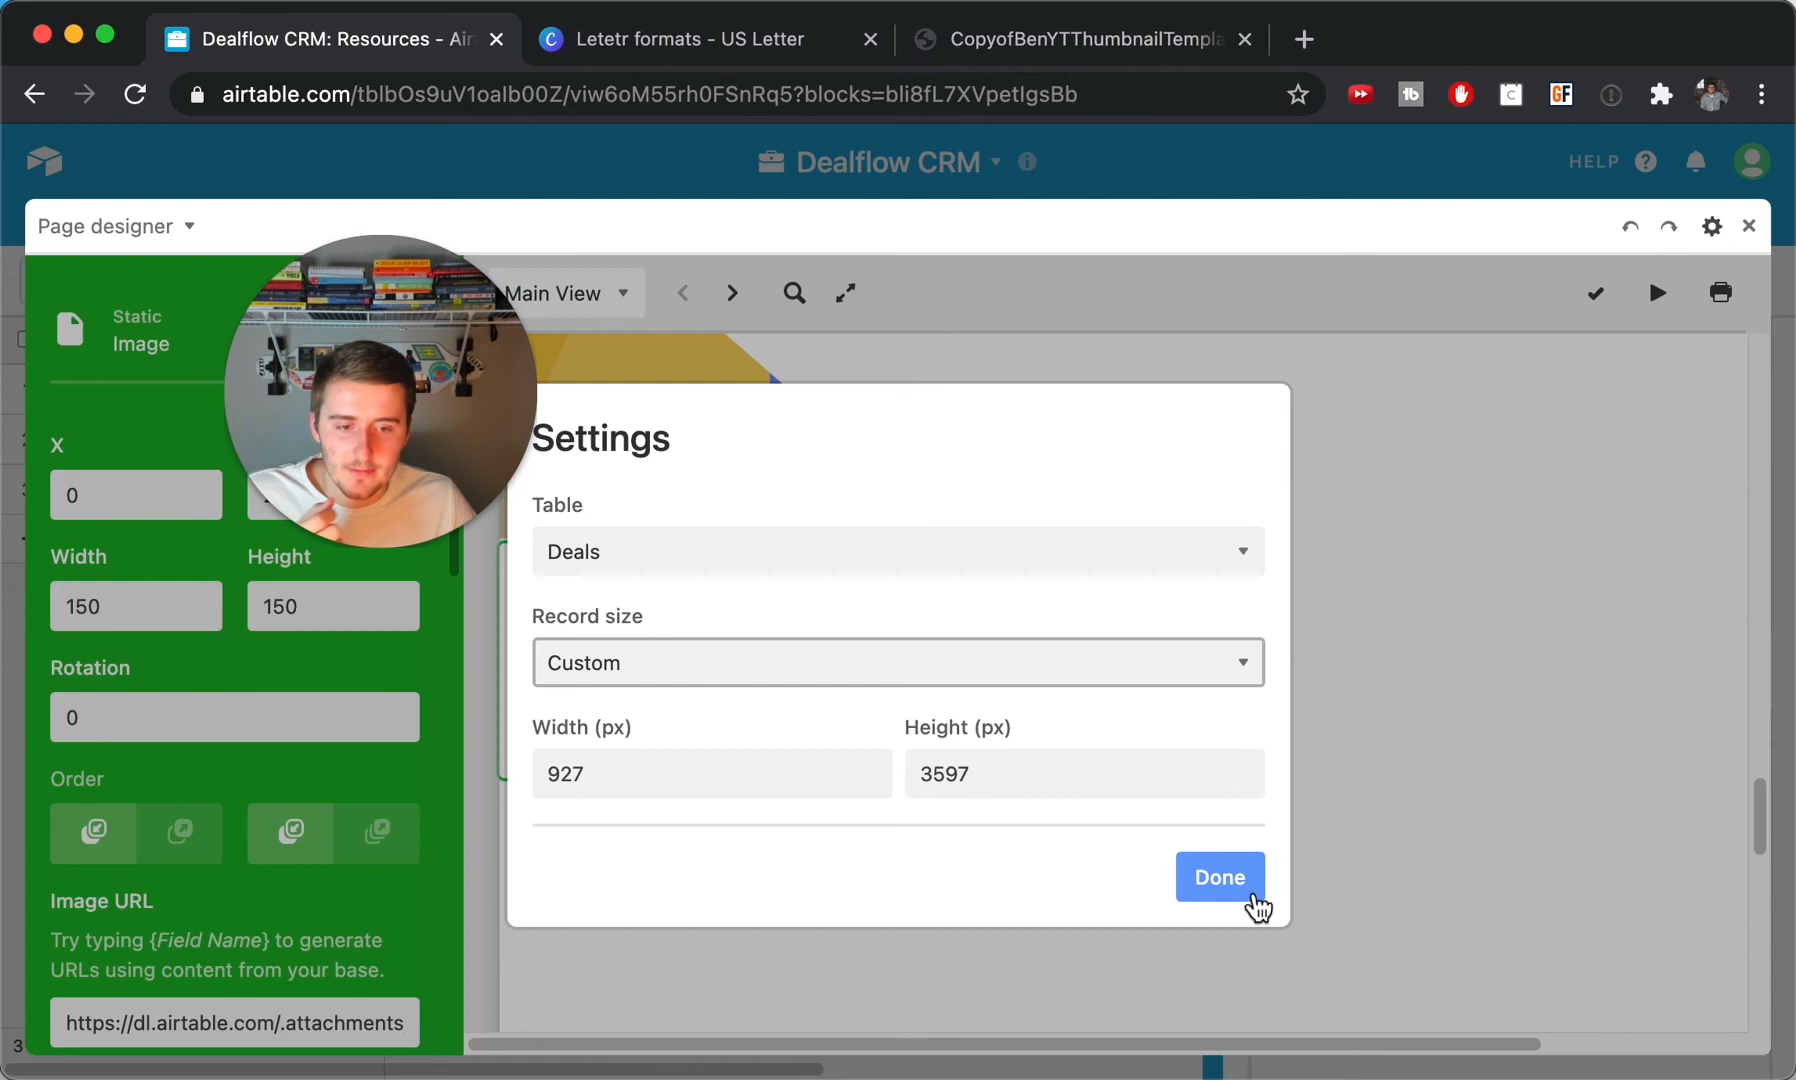 Dealflow CRM: Resources - Air
Letetr formats - US Letter
CopyofBenYTThumbnailTempla
airtable.com/tblbOs9uV1oalb00Z/viw6oM55rh0FSnRq5?blocks=bli8fL7XVpetIgsBb
Dealflow CRM
HELP
Page designer
Static
Image
Main View
X
0
Width
Height
150
150
Rotation
0
Order
Image URL
Try typing {Field Name} to generate
URLs using content from your base.
https://dl.airtable.com/.attachments
Settings
Table
Deals
Record size
Custom
Width (px)
Height (px)
927
3597
Done
3